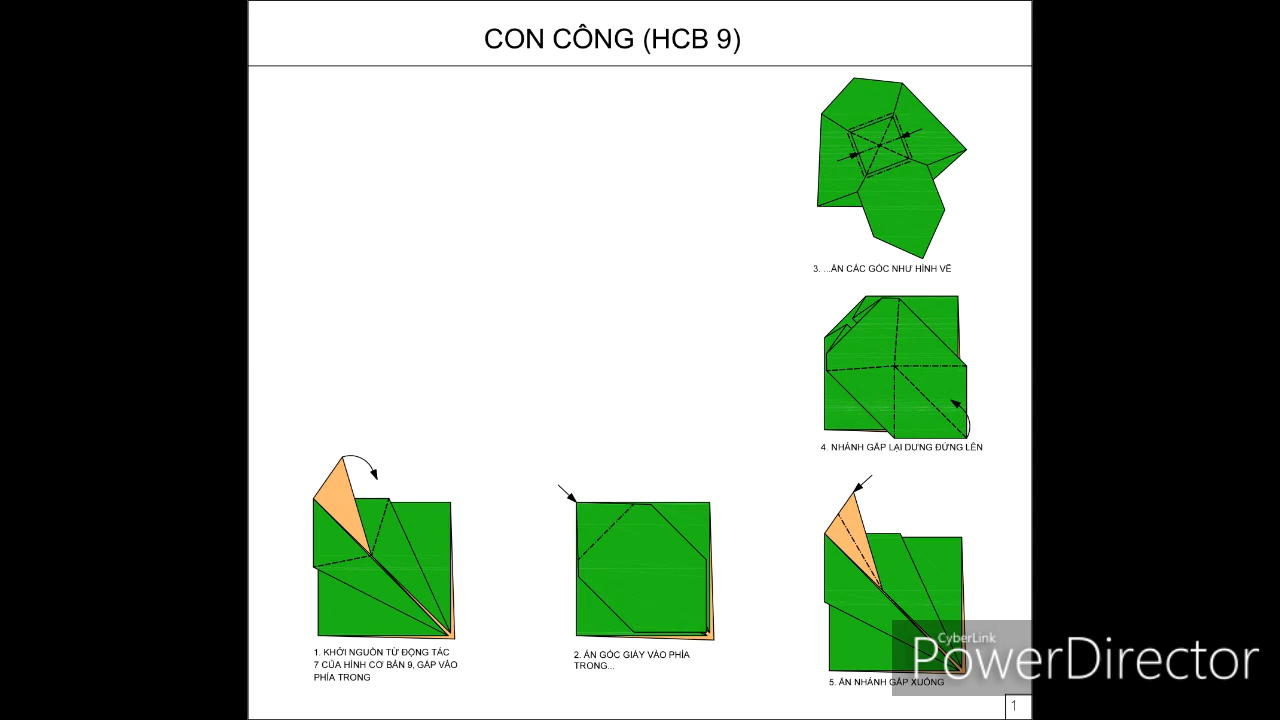 CON CÔNG (HCB 9)
3. ...ẤN CÁC GÓC NHƯ HÌNH VẼ
4. NHÁNH GẤP LẠI DỰNG ĐỨNG LÊN
1. KHỞI NGUỒN TỪ ĐỘNG TÁC
7 CỦA HÌNH CƠ BẢN 9, GẤP VÀO
PHÍA TRONG
2. ẤN GÓC GIẤY VÀO PHÍA
TRONG...
5. ẤN NHÁNH GẤP XUỐNG
CyberLink
PowerDirector
1